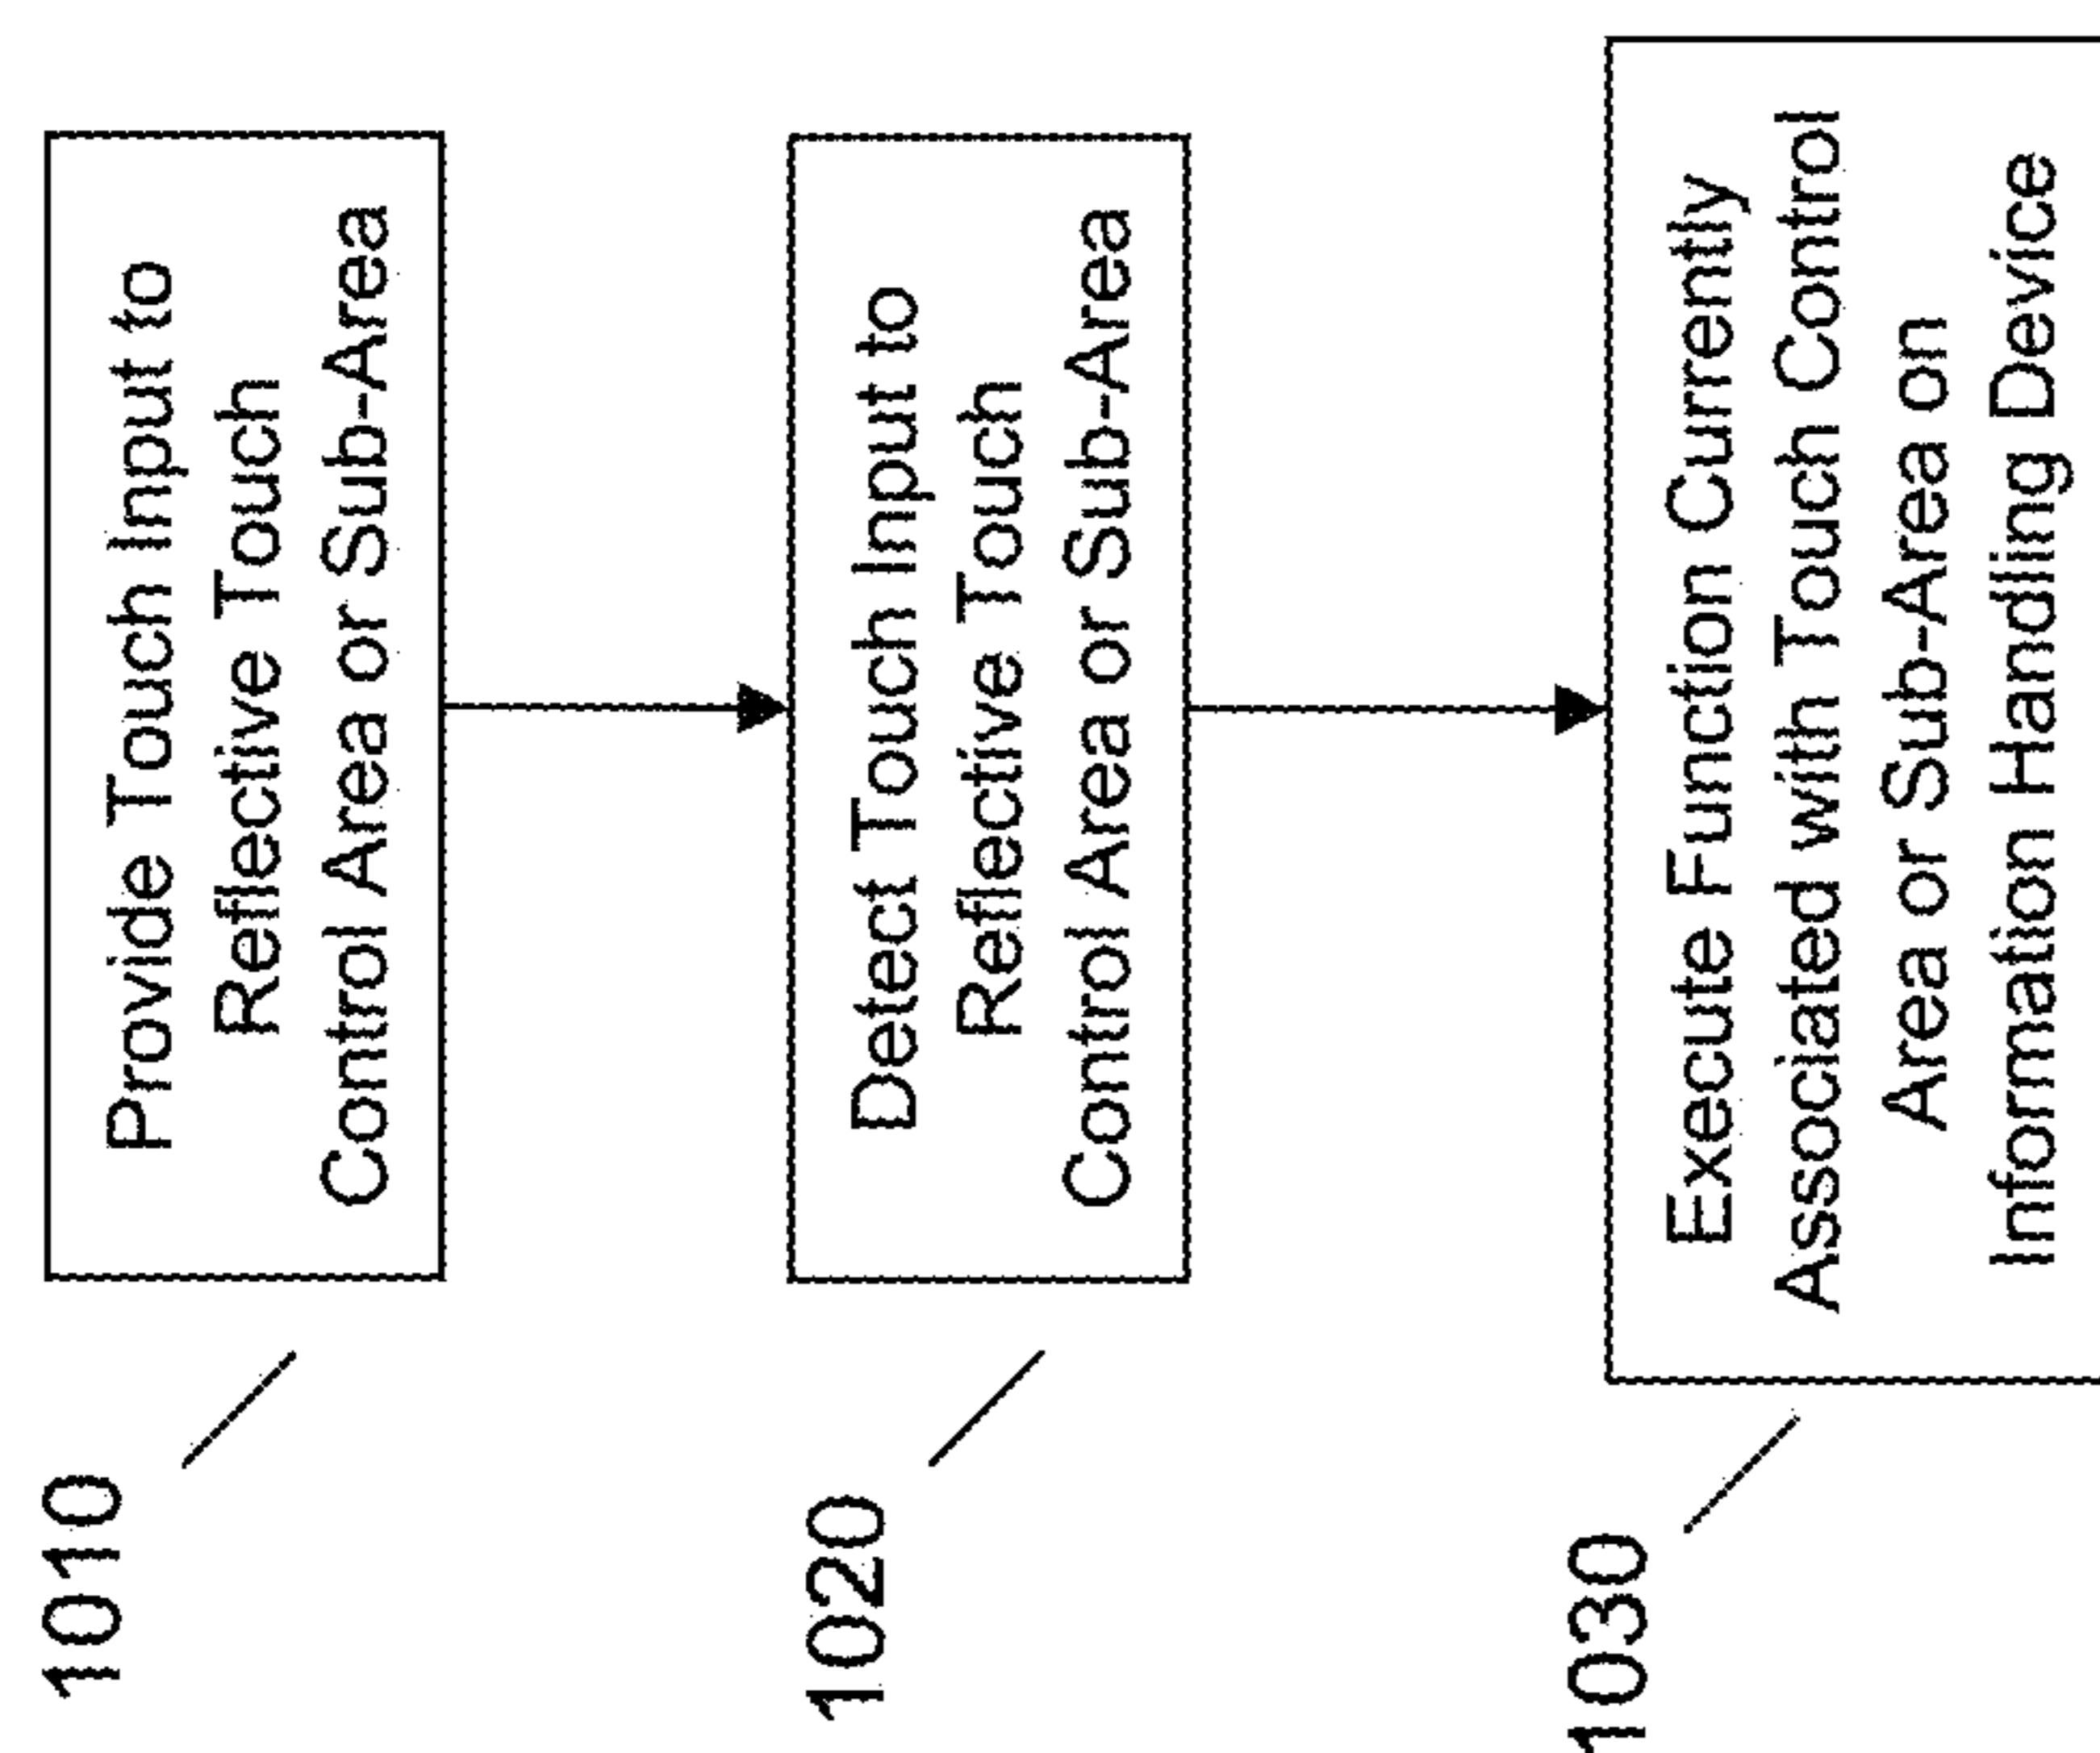 1010
Provide Touch Input to
Reflective Touch
Control Area or Sub-Area
1020
Detect Touch Input to
Reflective Touch
Control Area or Sub-Area
1030
Execute Function Currently
Associated with Touch Control
Area or Sub-Area on
Information Handling Device